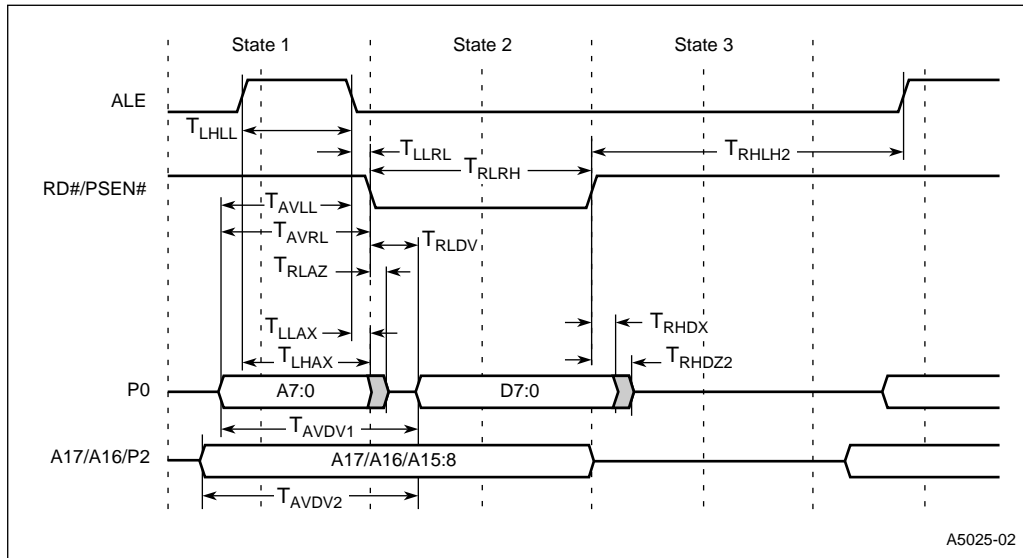 State 1 State 2 State 3
ALE
TLHLL
TLLRL
TRLRH
TRHLH2
RD#/PSEN#
TAVLL
TAVRL
TRLDV
TRLAZ
TLLAX
TRHDX
TLHAX
TRHDZ2
P0 A7:0 D7:0
TAVDV1
A17/A16/P2 A17/A16/A15:8
TAVDV2
A5025-02